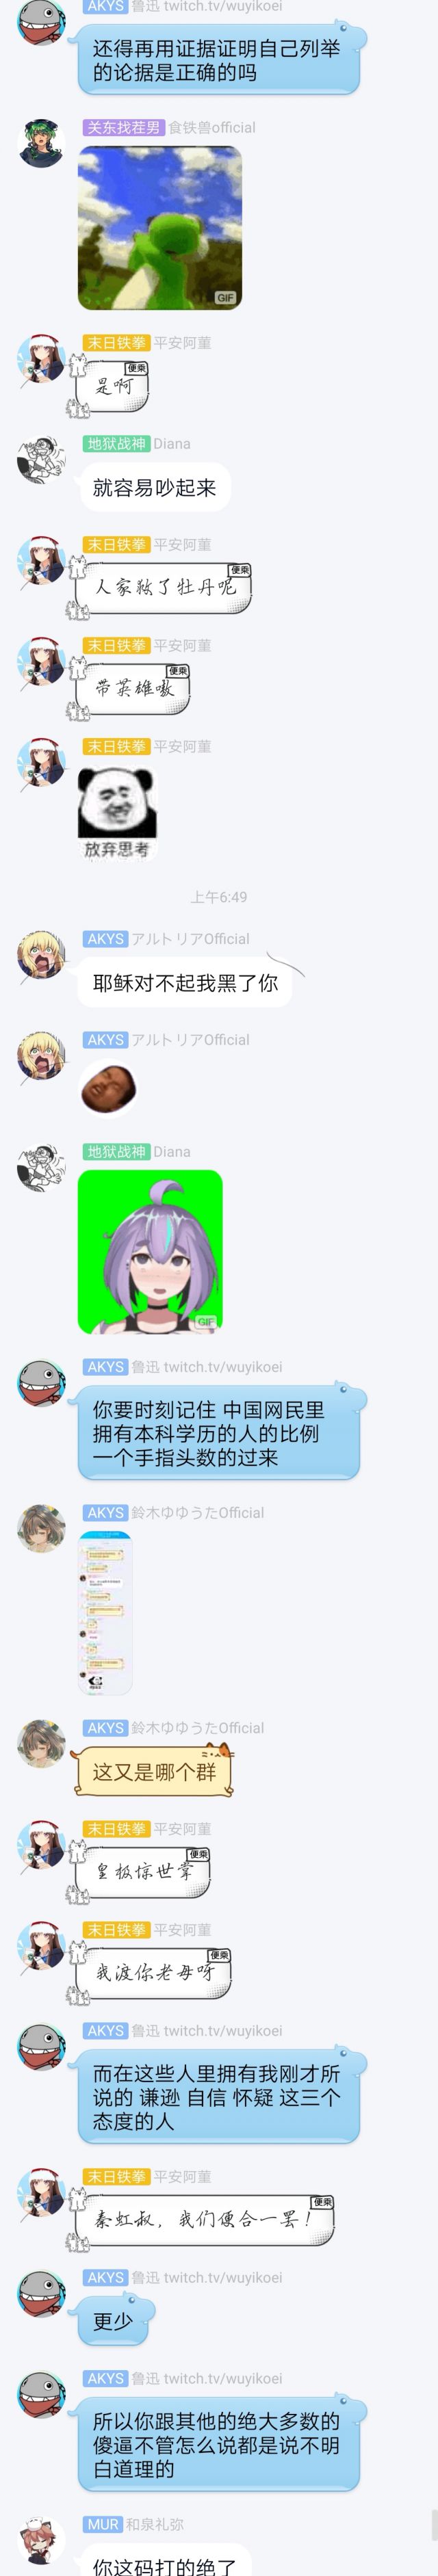 AKYS 鲁迅 twitch.tv/wuyikoei
还得再用证据证明自己列举
的论据是正确的吗
关东找茬男 食铁兽official
GIF
末日铁拳 平安阿菫
便乘
是啊
地狱战神 Diana
就容易吵起来
末日铁拳 平安阿菫
便乘
人家救了牡丹呢
末日铁拳 平安阿菫
便乘
带英雄嗷
末日铁拳 平安阿菫
放弃思考
上午6:49
AKYS アルトリアOfficial
耶稣对不起我黑了你
AKYS アルトリアOfficial
地狱战神 Diana
GIF
AKYS 鲁迅 twitch.tv/wuyikoei
你要时刻记住 中国网民里
拥有本科学历的人的比例
一个手指头数的过来
AKYS 鈴木ゆゆうたOfficial
AKYS 鈴木ゆゆうたOfficial
这又是哪个群
末日铁拳 平安阿菫
便乘
皇极惊世掌
末日铁拳 平安阿菫
便乘
我渡你老母呀
AKYS 鲁迅 twitch.tv/wuyikoei
而在这些人里拥有我刚才所
说的 谦逊 自信 怀疑 这三个
态度的人
末日铁拳 平安阿菫
便乘
秦虹叔，我们便合一罢！
AKYS 鲁迅 twitch.tv/wuyikoei
更少
AKYS 鲁迅 twitch.tv/wuyikoei
所以你跟其他的绝大多数的
傻逼不管怎么说都是说不明
白道理的
MUR 和泉礼弥
你这码打的绝了